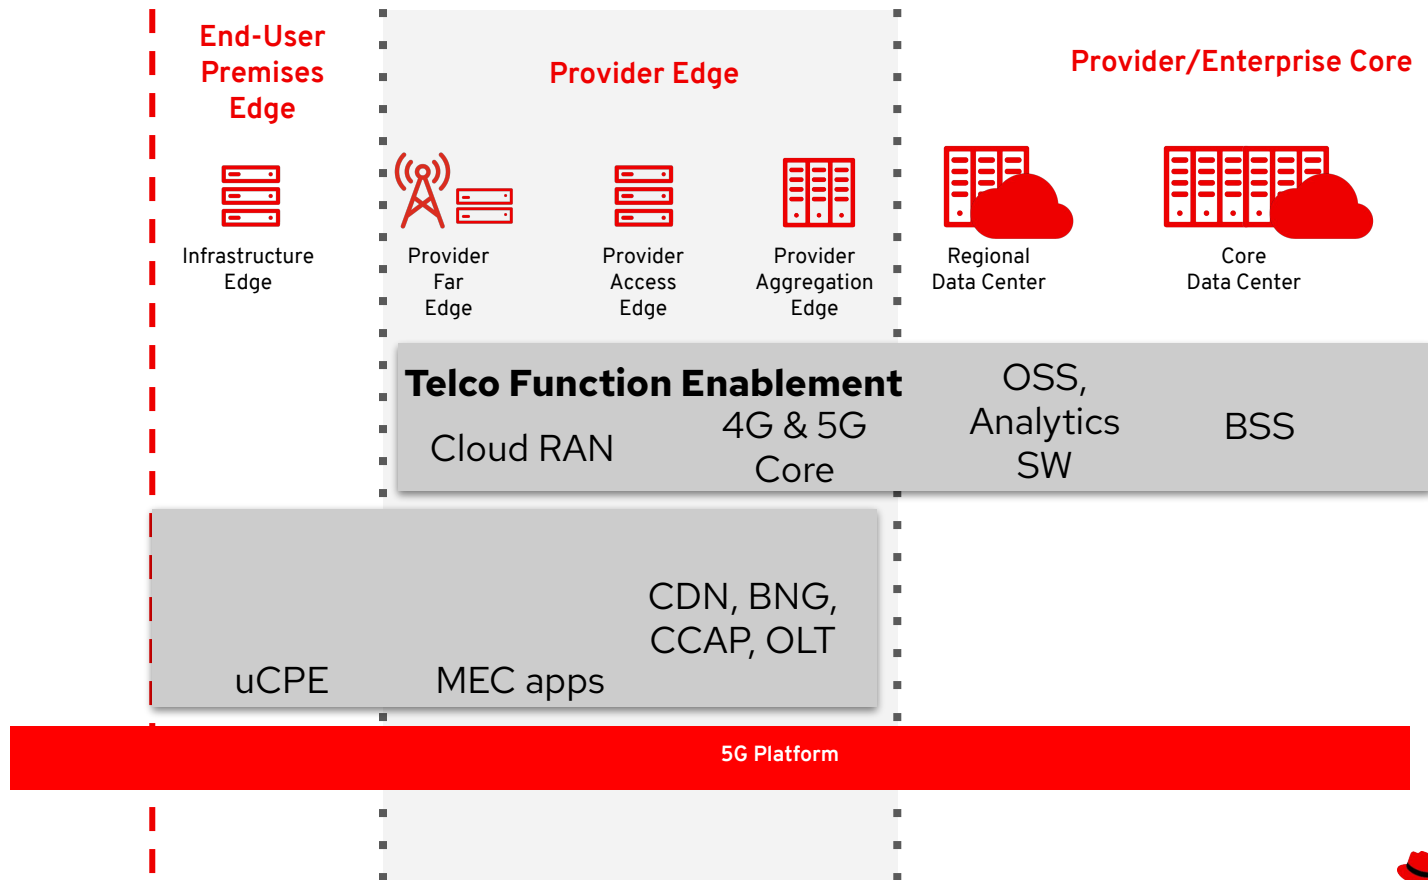 End-User
Premises
Edge
Provider Edge
Provider/Enterprise Core
Infrastructure
Edge
Provider
Far
Edge
Provider
Access
Edge
Provider
Aggregation
Edge
Regional
Data Center
Core
Data Center
Telco Function Enablement
Cloud RAN
4G & 5G
Core
OSS,
Analytics
SW
BSS
CDN, BNG,
CCAP, OLT
uCPE
MEC apps
5G Platform